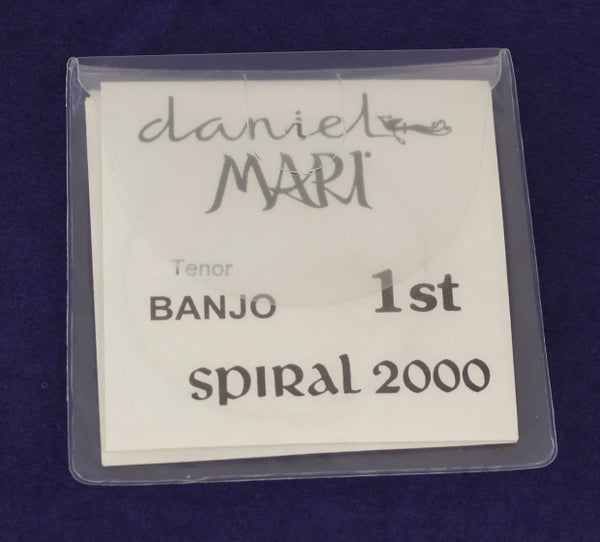 daniel
MARI
Tenor
BANJO 1st
SPIRAL 2000